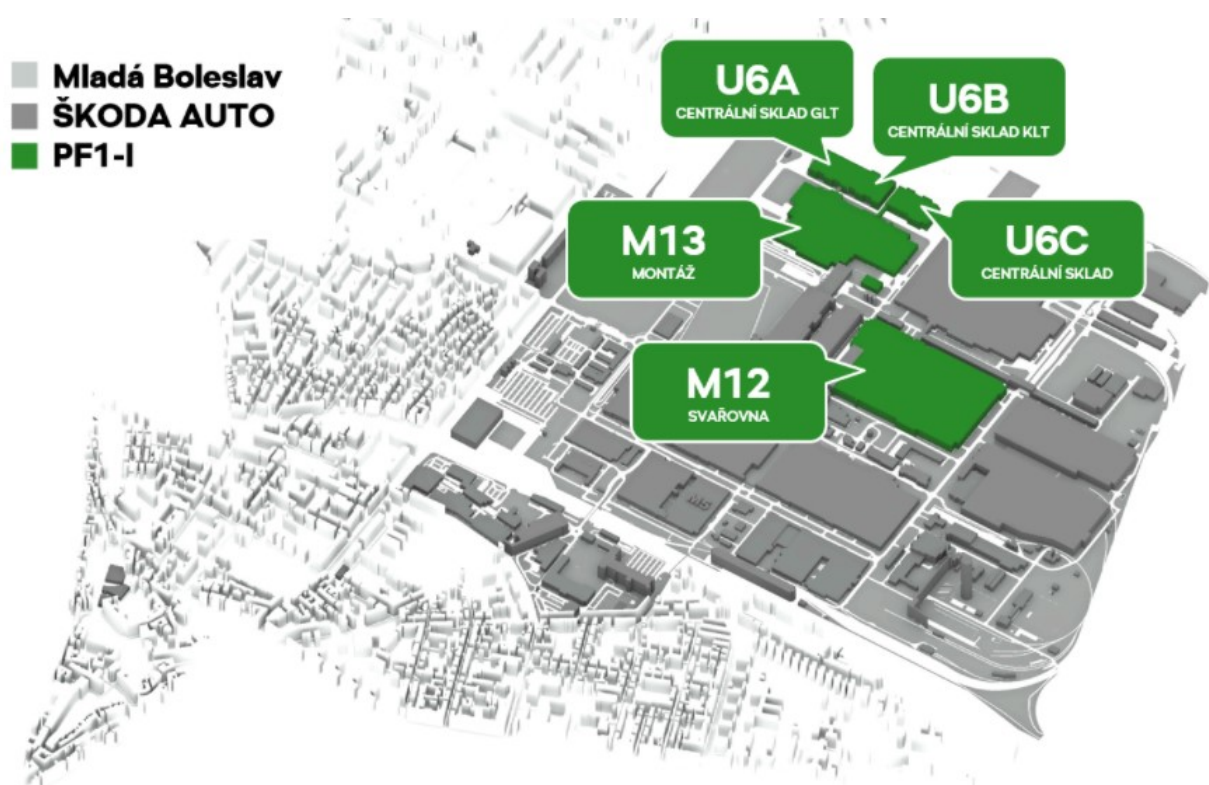 Mladá Boleslav
ŠKODA AUTO
PF1-I
U6A
CENTRÁLNÍ SKLAD GLT
U6B
CENTRÁLNÍ SKLAD KLT
M13
MONTÁŽ
U6C
CENTRÁLNÍ SKLAD
M12
SVAŘOVNA
M5